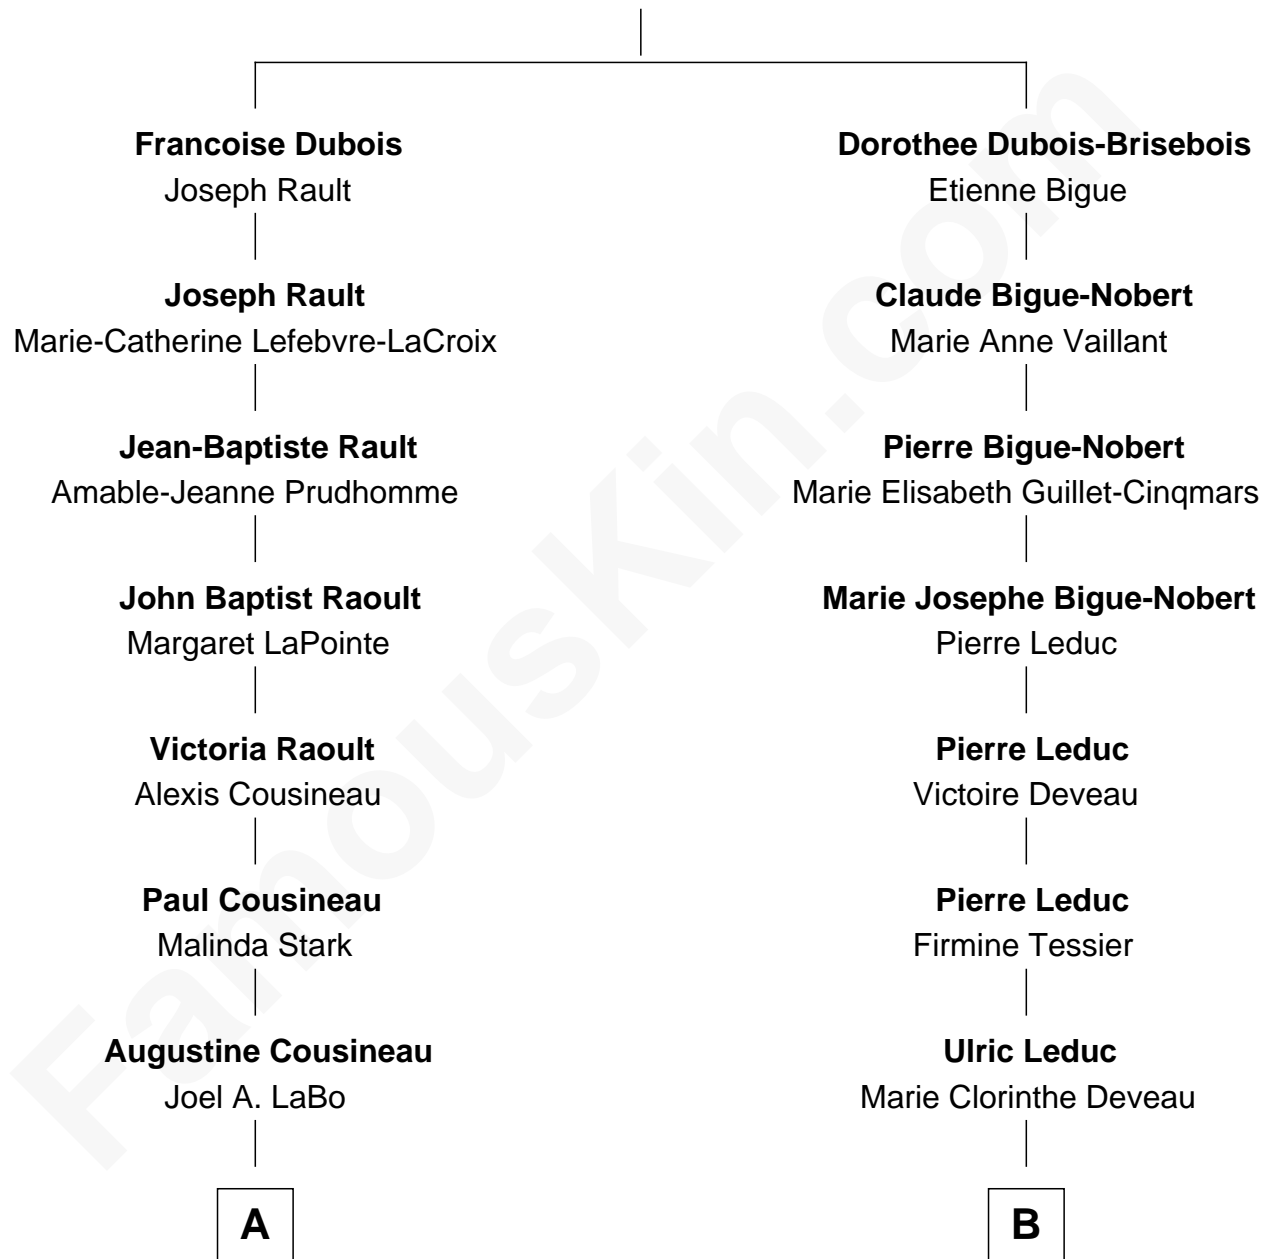 Francoise Dubois
Joseph Rault
Joseph Rault
Marie-Catherine Lefebvre-LaCroix
Jean-Baptiste Rault
Amable-Jeanne Prudhomme
John Baptist Raoult
Margaret LaPointe
Victoria Raoult
Alexis Cousineau
Paul Cousineau
Malinda Stark
Augustine Cousineau
Joel A. LaBo
A
Dorothee Dubois-Brisebois
Etienne Bigue
Claude Bigue-Nobert
Marie Anne Vaillant
Pierre Bigue-Nobert
Marie Elisabeth Guillet-Cinqmars
Marie Josephe Bigue-Nobert
Pierre Leduc
Pierre Leduc
Victoire Deveau
Pierre Leduc
Firmine Tessier
Ulric Leduc
Marie Clorinthe Deveau
B
FamousKin.com